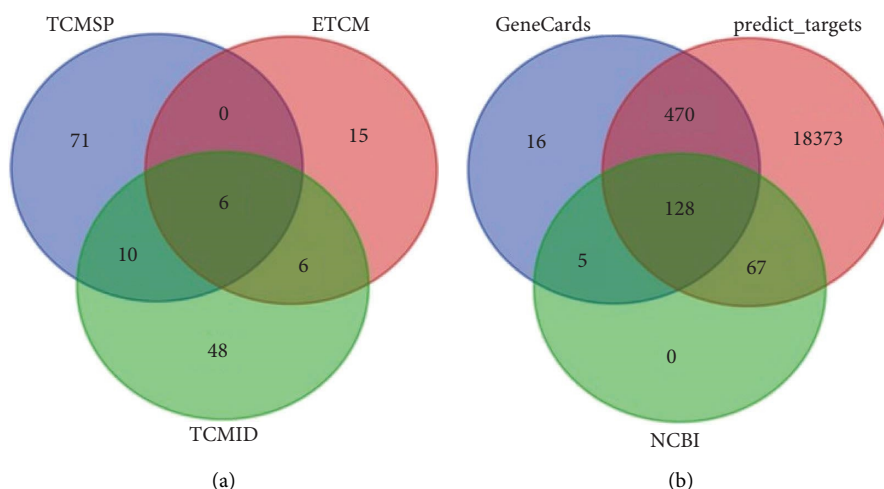 TCMSP
ETCM
71
0
15
6
10
6
48
TCMID
(a)
GeneCards
predict_targets
16
470
18373
128
5
67
0
NCBI
(b)